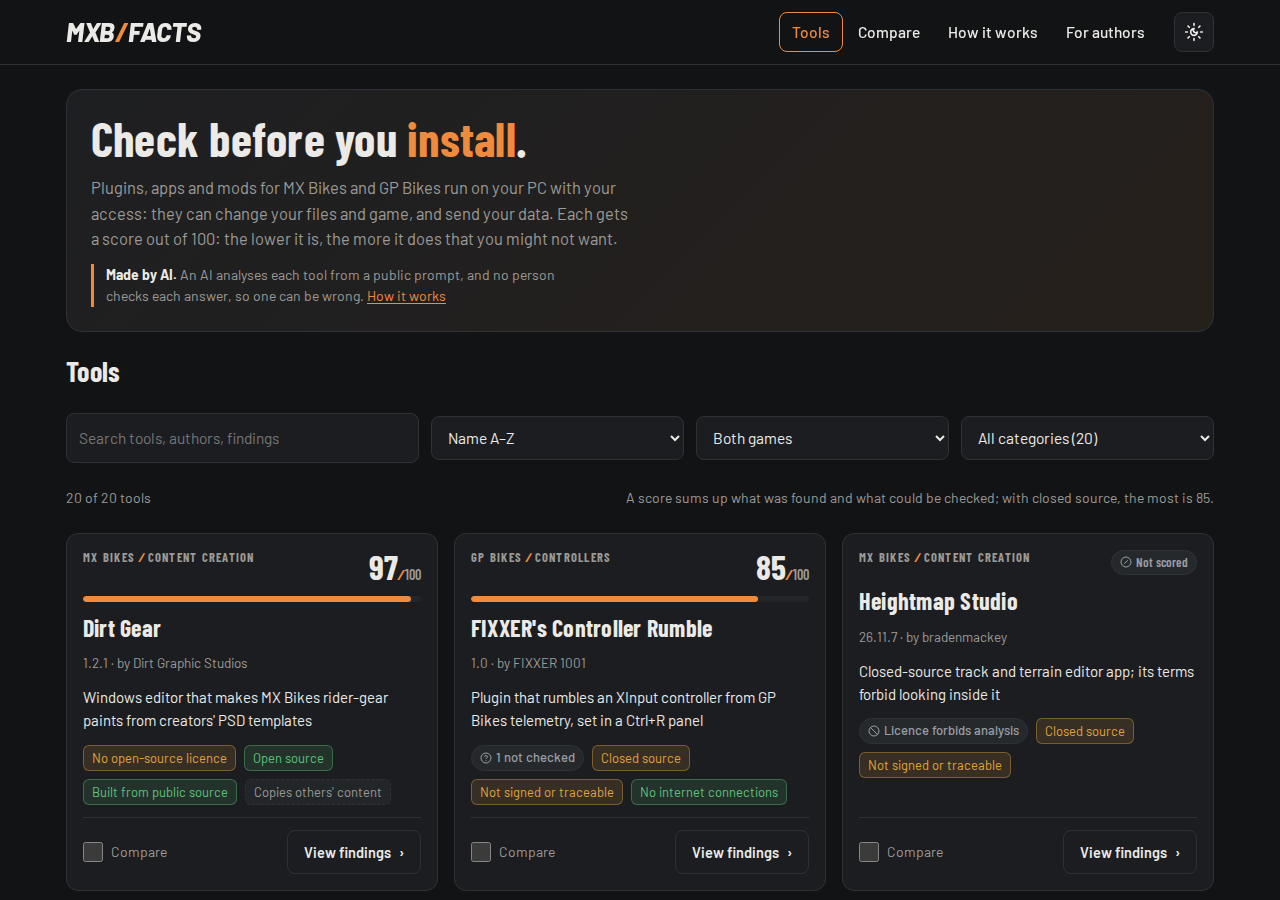 MXB/FACTS
Tools
Compare
How it works
For authors
Check before you install.
Plugins, apps and mods for MX Bikes and GP Bikes run on your PC with your
access: they can change your files and game, and send your data. Each gets
a score out of 100: the lower it is, the more it does that you might not want.
Made by AI. An AI analyses each tool from a public prompt, and no person
checks each answer, so one can be wrong. How it works
Tools
Search tools, authors, findings
Name A–Z
Both games
All categories (20)
20 of 20 tools
A score sums up what was found and what could be checked; with closed source, the most is 85.
MX BIKES / CONTENT CREATION
97/100
Dirt Gear
1.2.1 · by Dirt Graphic Studios
Windows editor that makes MX Bikes rider-gear
paints from creators' PSD templates
No open-source licence
Open source
Built from public source
Copies others' content
Compare
View findings ›
GP BIKES / CONTROLLERS
85/100
FIXXER's Controller Rumble
1.0 · by FIXXER 1001
Plugin that rumbles an XInput controller from GP
Bikes telemetry, set in a Ctrl+R panel
1 not checked
Closed source
Not signed or traceable
No internet connections
Compare
View findings ›
MX BIKES / CONTENT CREATION
Not scored
Heightmap Studio
26.11.7 · by bradenmackey
Closed-source track and terrain editor app; its terms
forbid looking inside it
Licence forbids analysis
Closed source
Not signed or traceable
Compare
View findings ›